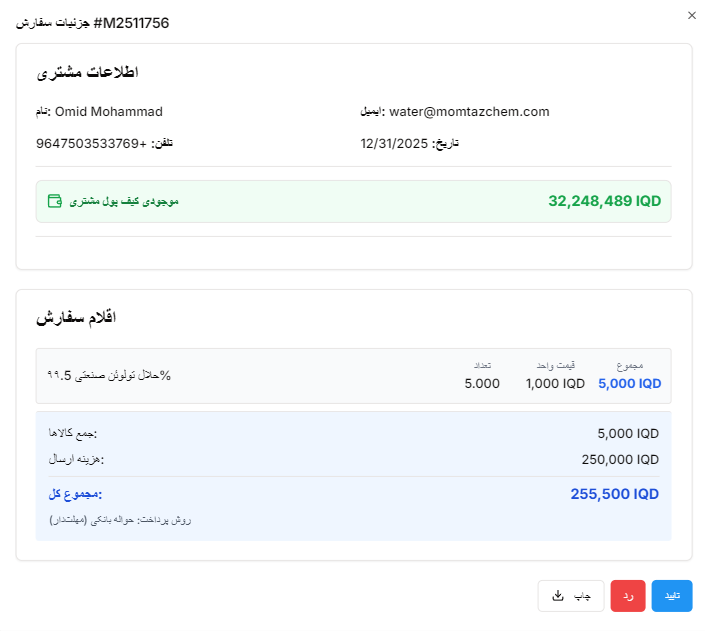 جزئیات سفارش #M2511756
×
اطلاعات مشتری
نام: Omid Mohammad
ایمیل: water@momtazchem.com
تلفن: +9647503533769
تاریخ: 12/31/2025
موجودی کیف پول مشتری
32,248,489 IQD
اقلام سفارش
حلال تولوئن صنعتی ۹۹.5%
تعداد
5.000
قیمت واحد
1,000 IQD
مجموع
5,000 IQD
جمع کالاها:
5,000 IQD
هزینه ارسال:
250,000 IQD
مجموع کل:
255,500 IQD
روش پرداخت: حواله بانکی (مهلت‌دار)
چاپ
رد
تایید